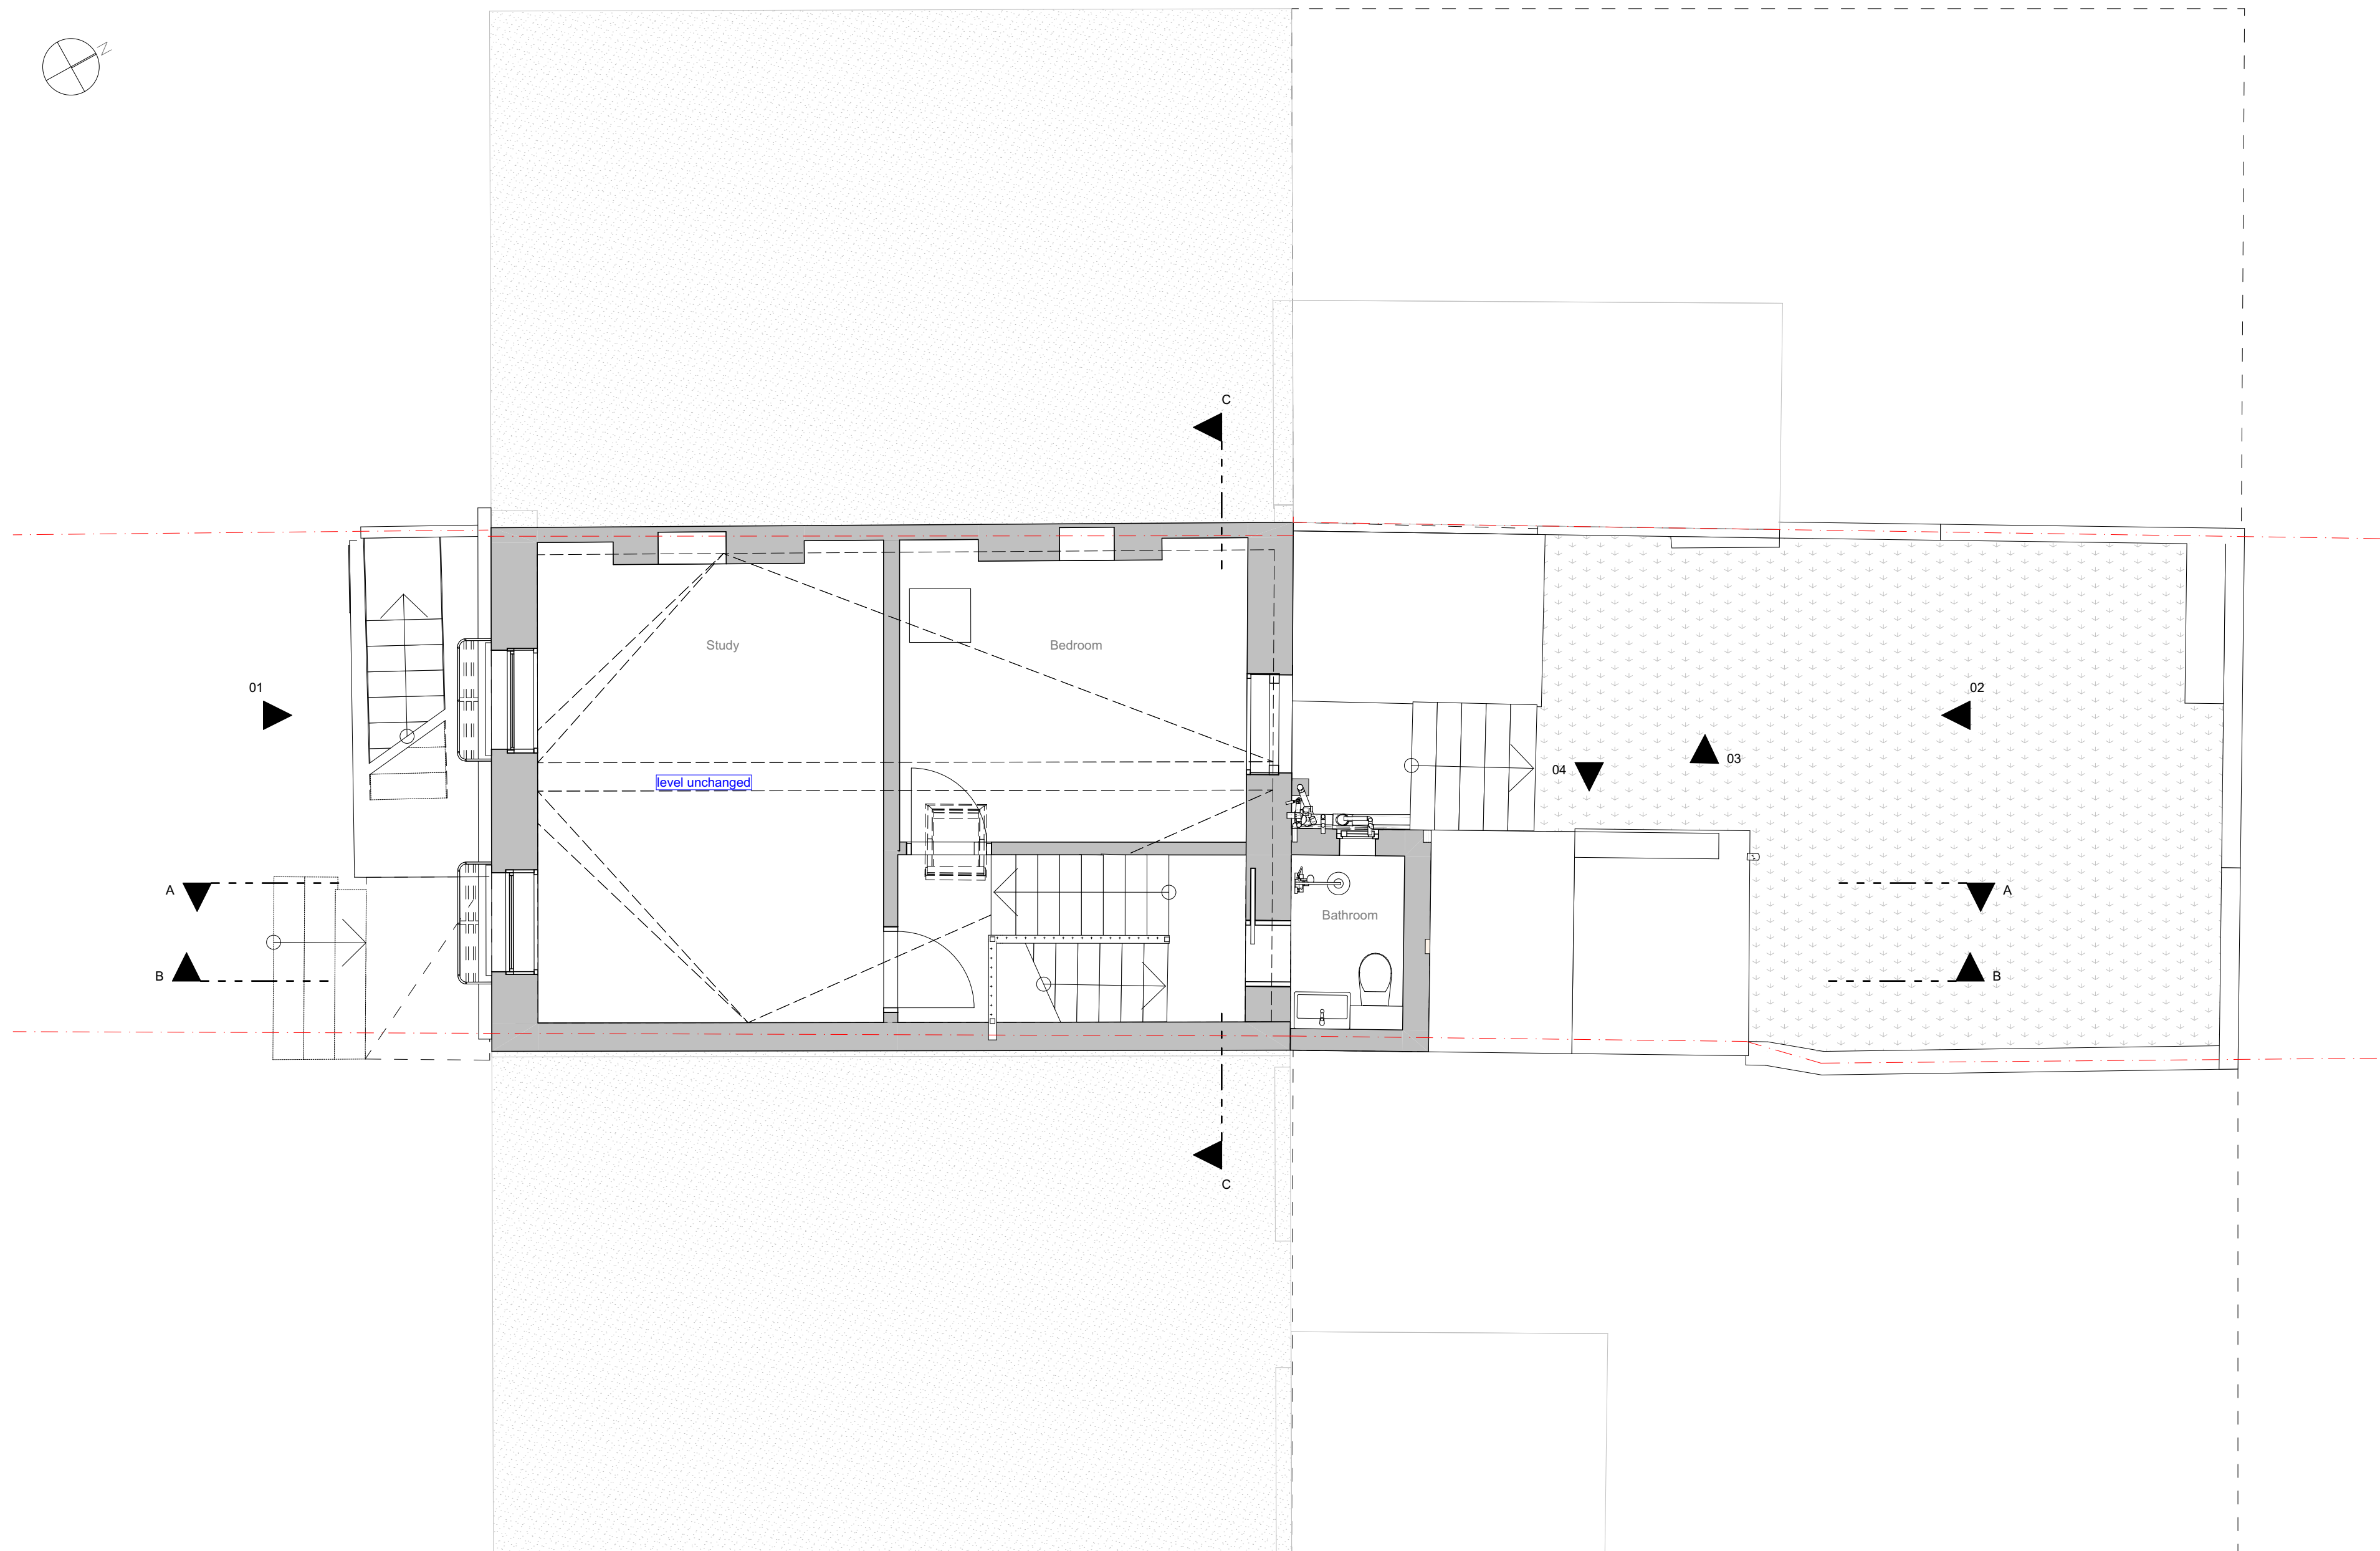 N
C
Study
Bedroom
01
02
03
04
level unchanged
A
A
Bathroom
B
B
C